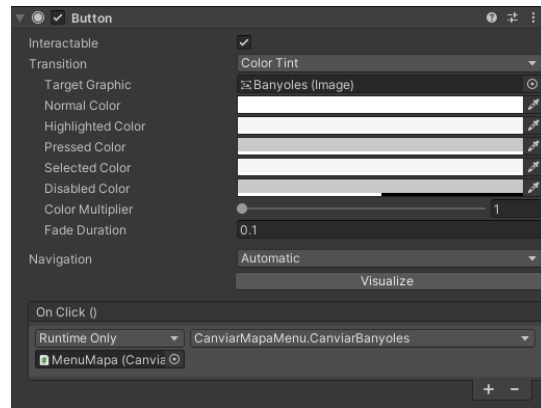 Button
Interactable
Transition Color Tint
Target Graphic Banyoles (Image)
Normal Color
Highlighted Color
Pressed Color
Selected Color
Disabled Color
Color Multiplier 1
Fade Duration 0.1
Navigation Automatic
Visualize
On Click ()
Runtime Only CanviarMapaMenu.CanviarBanyoles
MenuMapa (Canvia
+ -